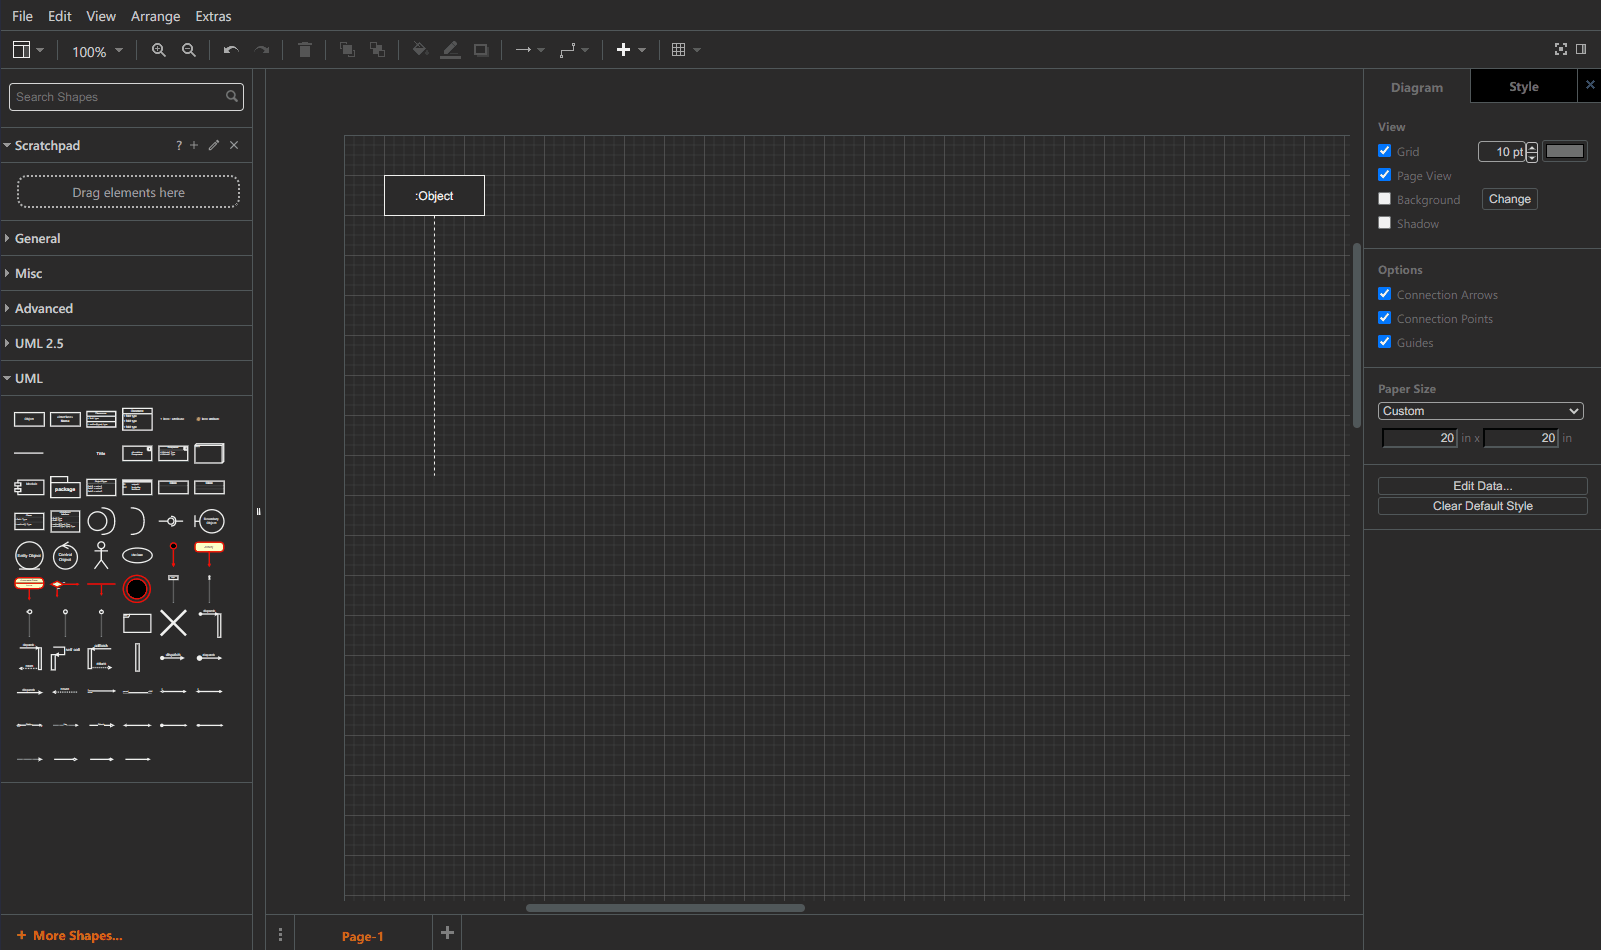 File Edit View Arrange Extras
100%
Search Shapes
Scratchpad ?
Drag elements here
General
Misc
Advanced
UML 2.5
UML
Title
package
+ More Shapes...
:Object
Page-1
Diagram Style
View
Grid 10 pt
Page View
Background Change
Shadow
Options
Connection Arrows
Connection Points
Guides
Paper Size
Custom
20 in x 20 in
Edit Data...
Clear Default Style